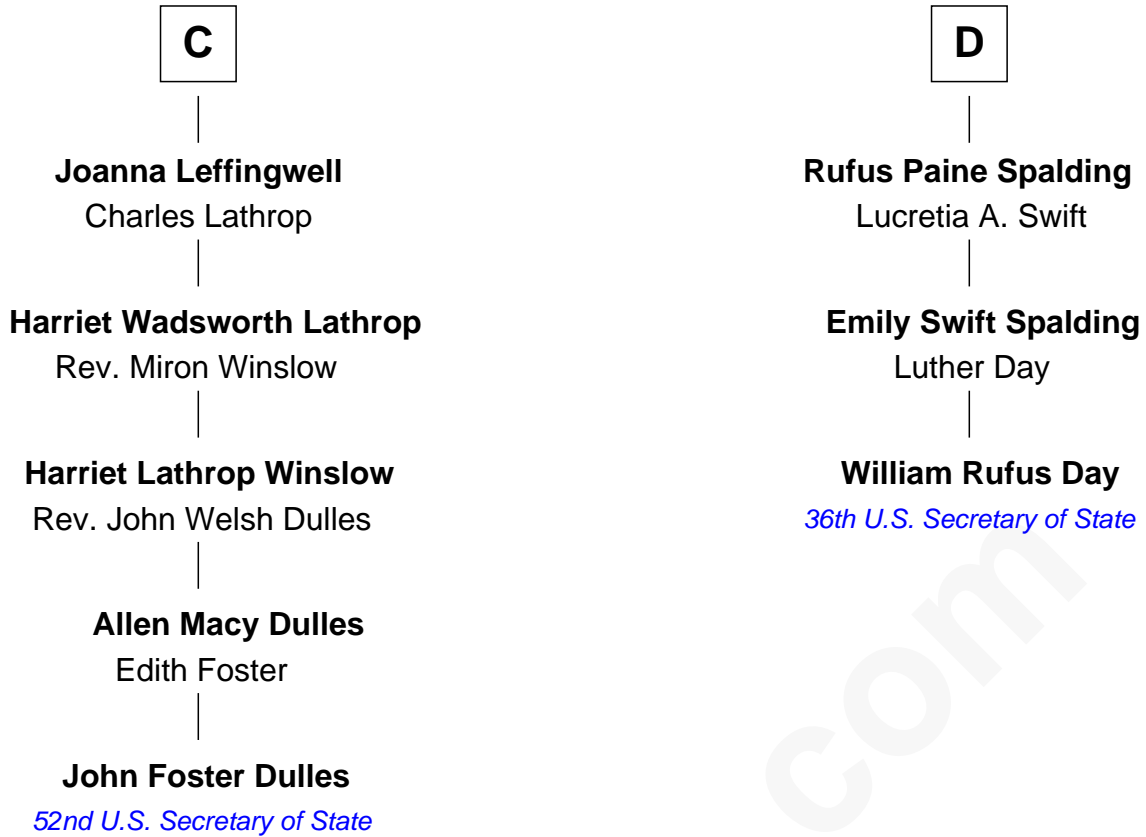 C
Joanna Leffingwell
Charles Lathrop
Harriet Wadsworth Lathrop
Rev. Miron Winslow
Harriet Lathrop Winslow
Rev. John Welsh Dulles
Allen Macy Dulles
Edith Foster
John Foster Dulles
52nd U.S. Secretary of State
D
Rufus Paine Spalding
Lucretia A. Swift
Emily Swift Spalding
Luther Day
William Rufus Day
36th U.S. Secretary of State
com